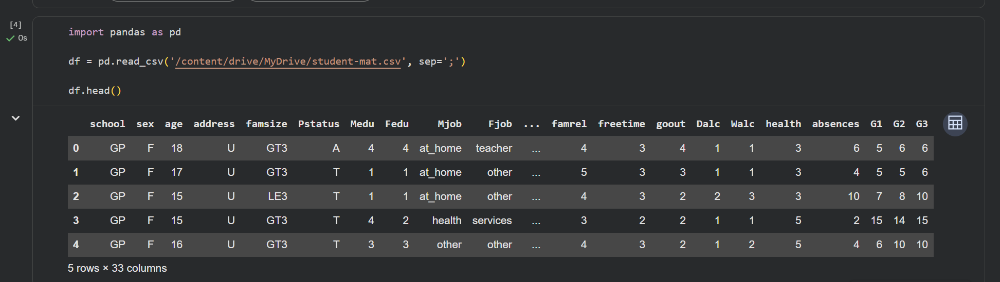 [4]
0s
import pandas as pd
df = pd.read_csv('/content/drive/MyDrive/student-mat.csv', sep=';')
df.head()
school sex age address famsize Pstatus Medu Fedu Mjob Fjob ... famrel freetime goout Dalc Walc health absences G1 G2 G3
0 GP F 18 U GT3 A 4 4 at_home teacher ... 4 3 4 1 1 3 6 5 6 6
1 GP F 17 U GT3 T 1 1 at_home other ... 5 3 3 1 1 3 4 5 5 6
2 GP F 15 U LE3 T 1 1 at_home other ... 4 3 2 2 3 3 10 7 8 10
3 GP F 15 U GT3 T 4 2 health services ... 3 2 2 1 1 5 2 15 14 15
4 GP F 16 U GT3 T 3 3 other other ... 4 3 2 1 2 5 4 6 10 10
5 rows × 33 columns